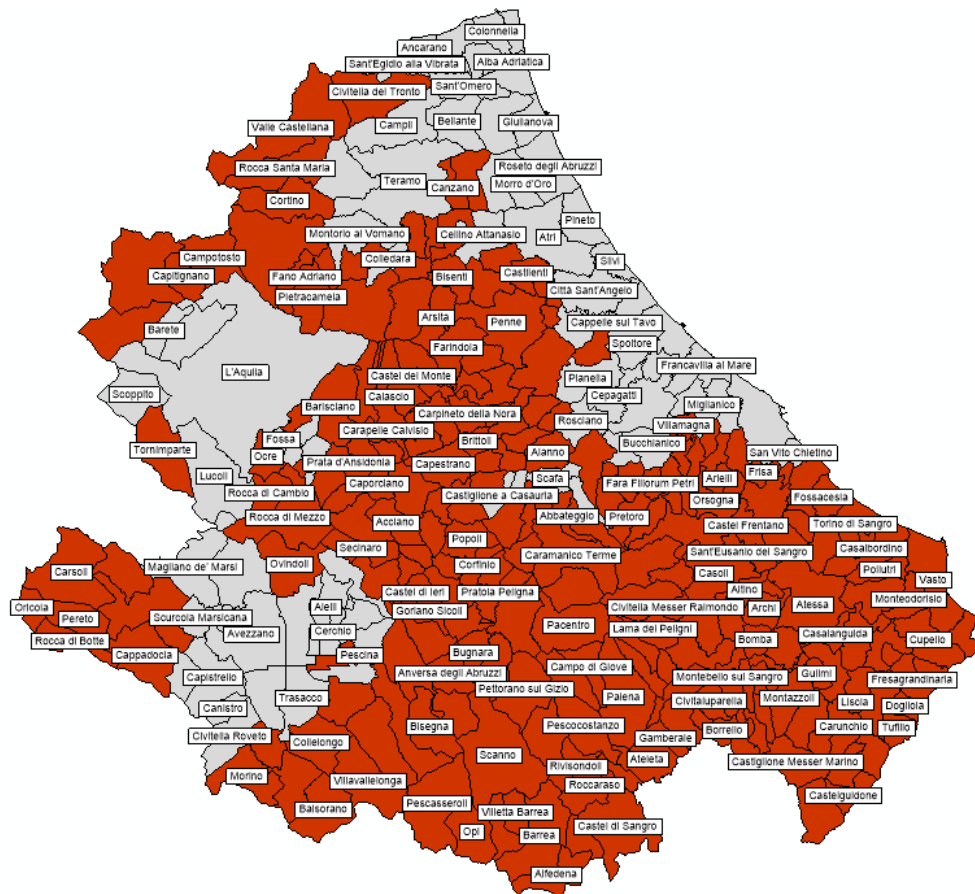 Colonnella
Ancarano
Sant'Egidio alla Vibrata
Alba Adriatica
Civitella del Tronto
Sant'Omero
Campli
Bellante
Giulianova
Valle Castellana
Rocca Santa Maria
Roseto degli Abruzzi
Teramo
Canzano
Morro d'Oro
Cortino
Pineto
Montorio al Vomano
Cellino Attanasio
Atri
Campotosto
Colledara
Silvi
Capitignano
Fano Adriano
Bisenti
Castilenti
Pietracamela
Città Sant'Angelo
Arsita
Penne
Cappelle sul Tavo
Barete
Farindola
Spoltore
L'Aquila
Castel del Monte
Pianella
Francavilla al Mare
Scoppito
Calascio
Cepagatti
Barisciano
Carpineto della Nora
Miglianico
Carapelle Calvisio
Rosciano
Villamagna
Fossa
Brittoli
Bucchianico
Tornimparte
Ocre
Alanno
San Vito Chietino
Prata d'Ansidonia
Capestrano
Lucoli
Scafa
Arielli
Frisa
Caporciano
Fara Filiorum Petri
Rocca di Cambio
Castiglione a Casauria
Orsogna
Fossacesia
Rocca di Mezzo
Abbateggio
Pretoro
Acciano
Castel Frentano
Torino di Sangro
Popoli
Secinaro
Caramanico Terme
Sant'Eusanio del Sangro
Casalbordino
Magliano de' Marsi
Ovindoli
Corfinio
Carsoli
Casoli
Pollutri
Vasto
Castel di Ieri
Pratola Peligna
Altino
Oricola
Aielli
Goriano Sicoli
Civitella Messer Raimondo
Archi
Atessa
Monteodorisio
Pereto
Sourcola Marsicana
Pacentro
Rocca di Botte
Avezzano
Cerchio
Lama dei Peligni
Bomba
Casalanguida
Cupello
Cappadocia
Pescina
Bugnara
Capistrello
Anversa degli Abruzzi
Campo di Giove
Montebello sul Sangro
Guilmi
Fresagrandinaria
Trasacco
Pettorano sul Gizio
Palena
Civitaluparella
Montazzoli
Liscia
Dogliola
Canistro
Bisegna
Pescocostanzo
Borrello
Carunchio
Tufillo
Civitella Roveto
Collelongo
Gamberale
Scanno
Ateleta
Castiglione Messer Marino
Morino
Villavallelonga
Rivisondoli
Roccaraso
Castelguidone
Balsorano
Pescasseroli
Villetta Barrea
Opi
Barrea
Castel di Sangro
Alfedena